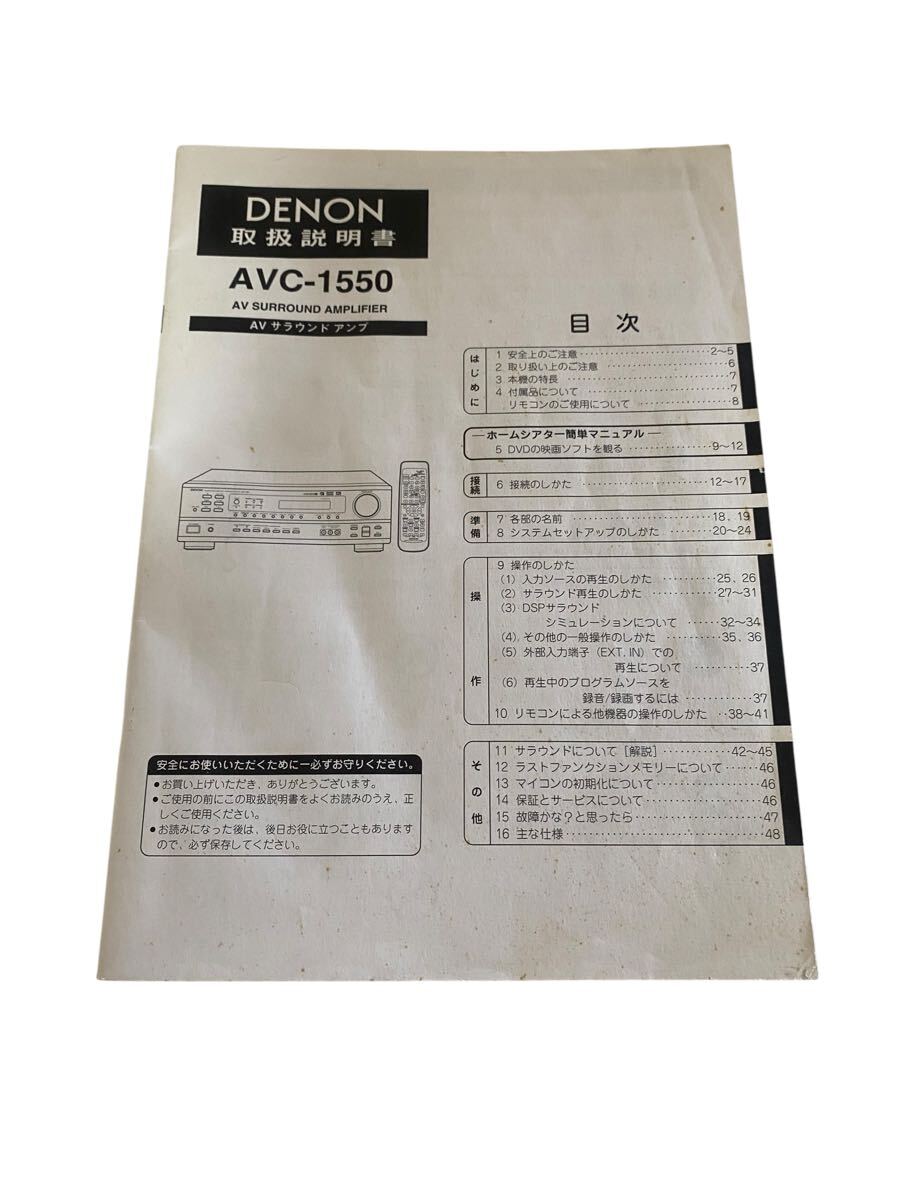 DENON
取扱説明書
AVC-1550
AV SURROUND AMPLIFIER
AV サラウンド アンプ
DENON
安全にお使いいただくために―必ずお守りください。
●お買い上げいただき、ありがとうございます。
●ご使用の前にこの取扱説明書をよくお読みのうえ、正
しくご使用ください。
●お読みになった後は、後日お役に立つこともあります
ので、必ず保存してください。
目 次
はじめに
1 安全上のご注意 ·························2〜5
2 取り扱い上のご注意 ·························6
3 本機の特長 ·························7
4 付属品について ·························7
リモコンのご使用について ···················8
―ホームシアター簡単マニュアル―
5 DVDの映画ソフトを観る ················9〜12
接続
6 接続のしかた ·····················12〜17
準備
7 各部の名前 ·························18、19
8 システムセットアップのしかた ·········20〜24
操作
9 操作のしかた
(1) 入力ソースの再生のしかた ··········25、26
(2) サラウンド再生のしかた ············27〜31
(3) DSPサラウンド
シミュレーションについて ······32〜34
(4) その他の一般操作のしかた ··········35、36
(5) 外部入力端子（EXT. IN）での
再生について ··········37
(6) 再生中のプログラムソースを
録音/録画するには ············37
10 リモコンによる他機器の操作のしかた ··38〜41
その他
11 サラウンドについて［解説］ ···········42〜45
12 ラストファンクションメモリーについて ······46
13 マイコンの初期化について ·················46
14 保証とサービスについて ···················46
15 故障かな？と思ったら ·····················47
16 主な仕様 ·································48